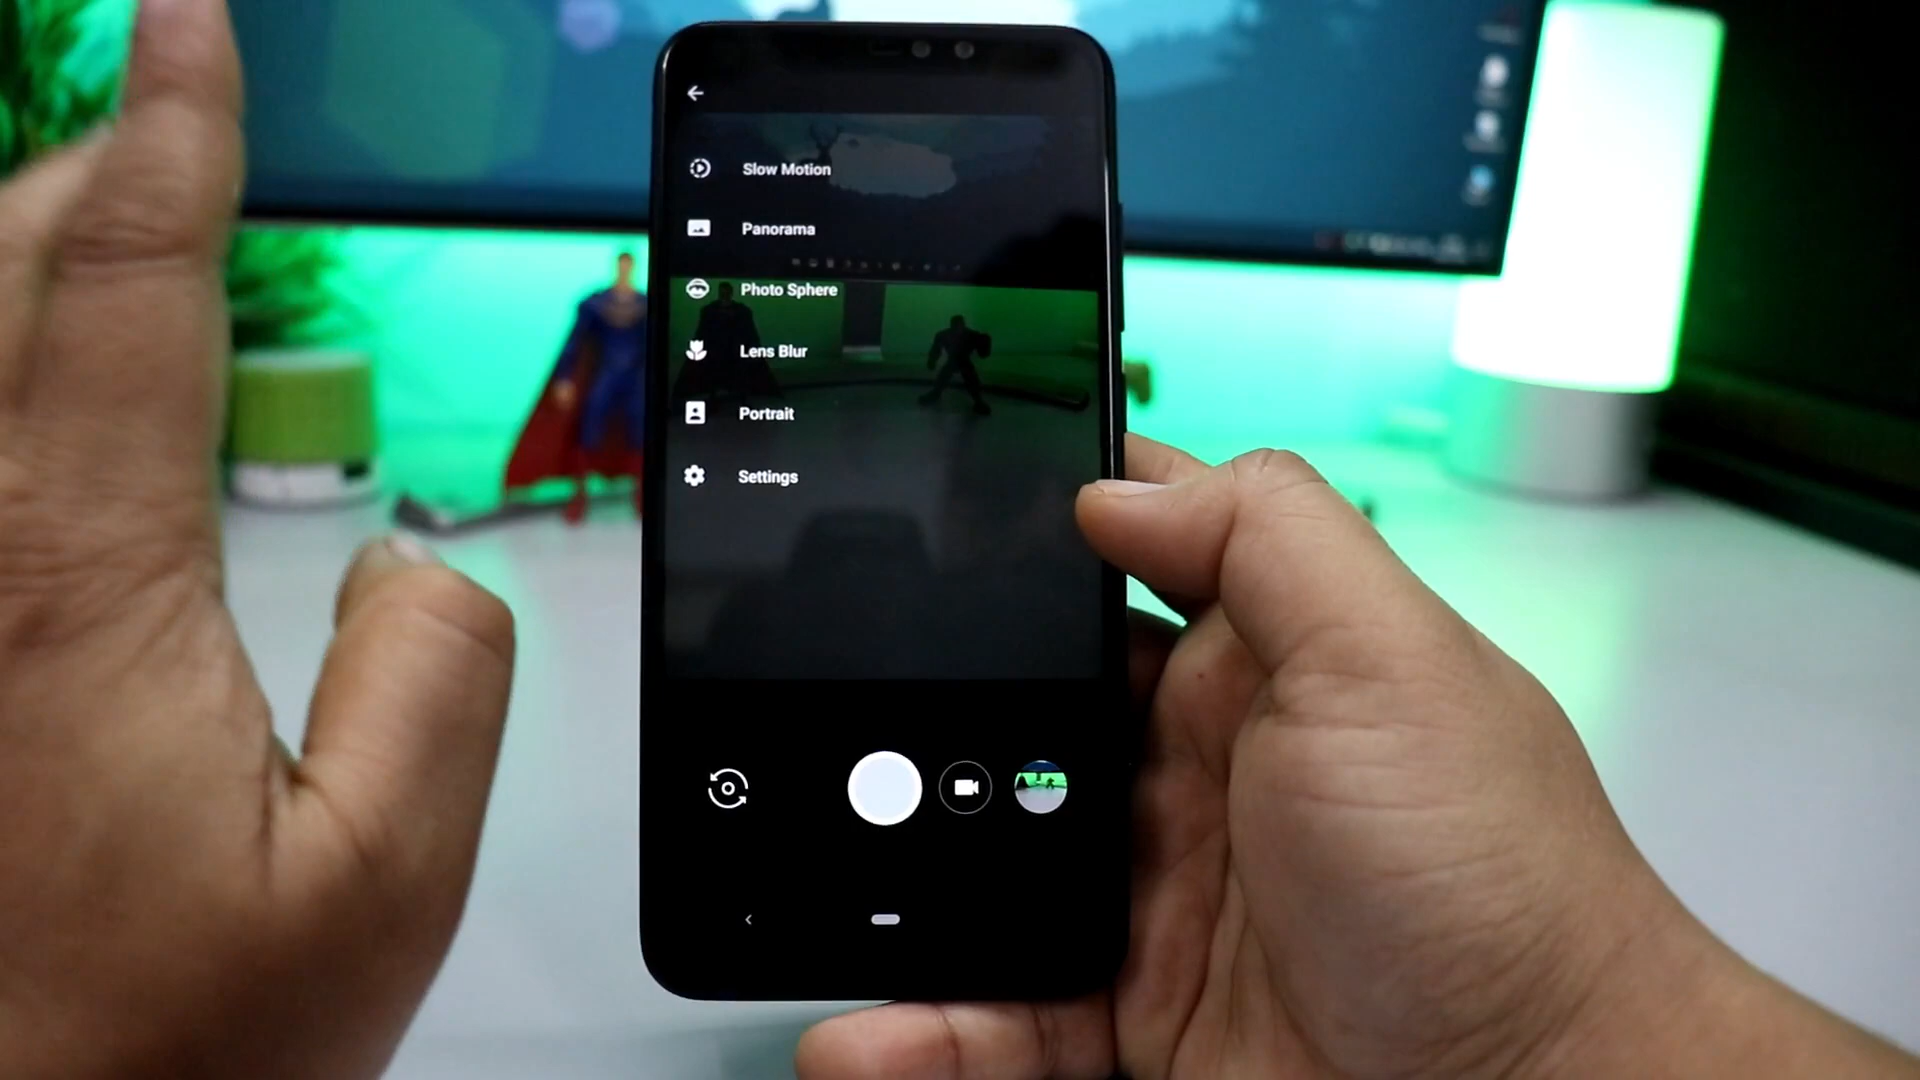 Slow Motion
Panorama
Photo Sphere
Lens Blur
Portrait
Settings